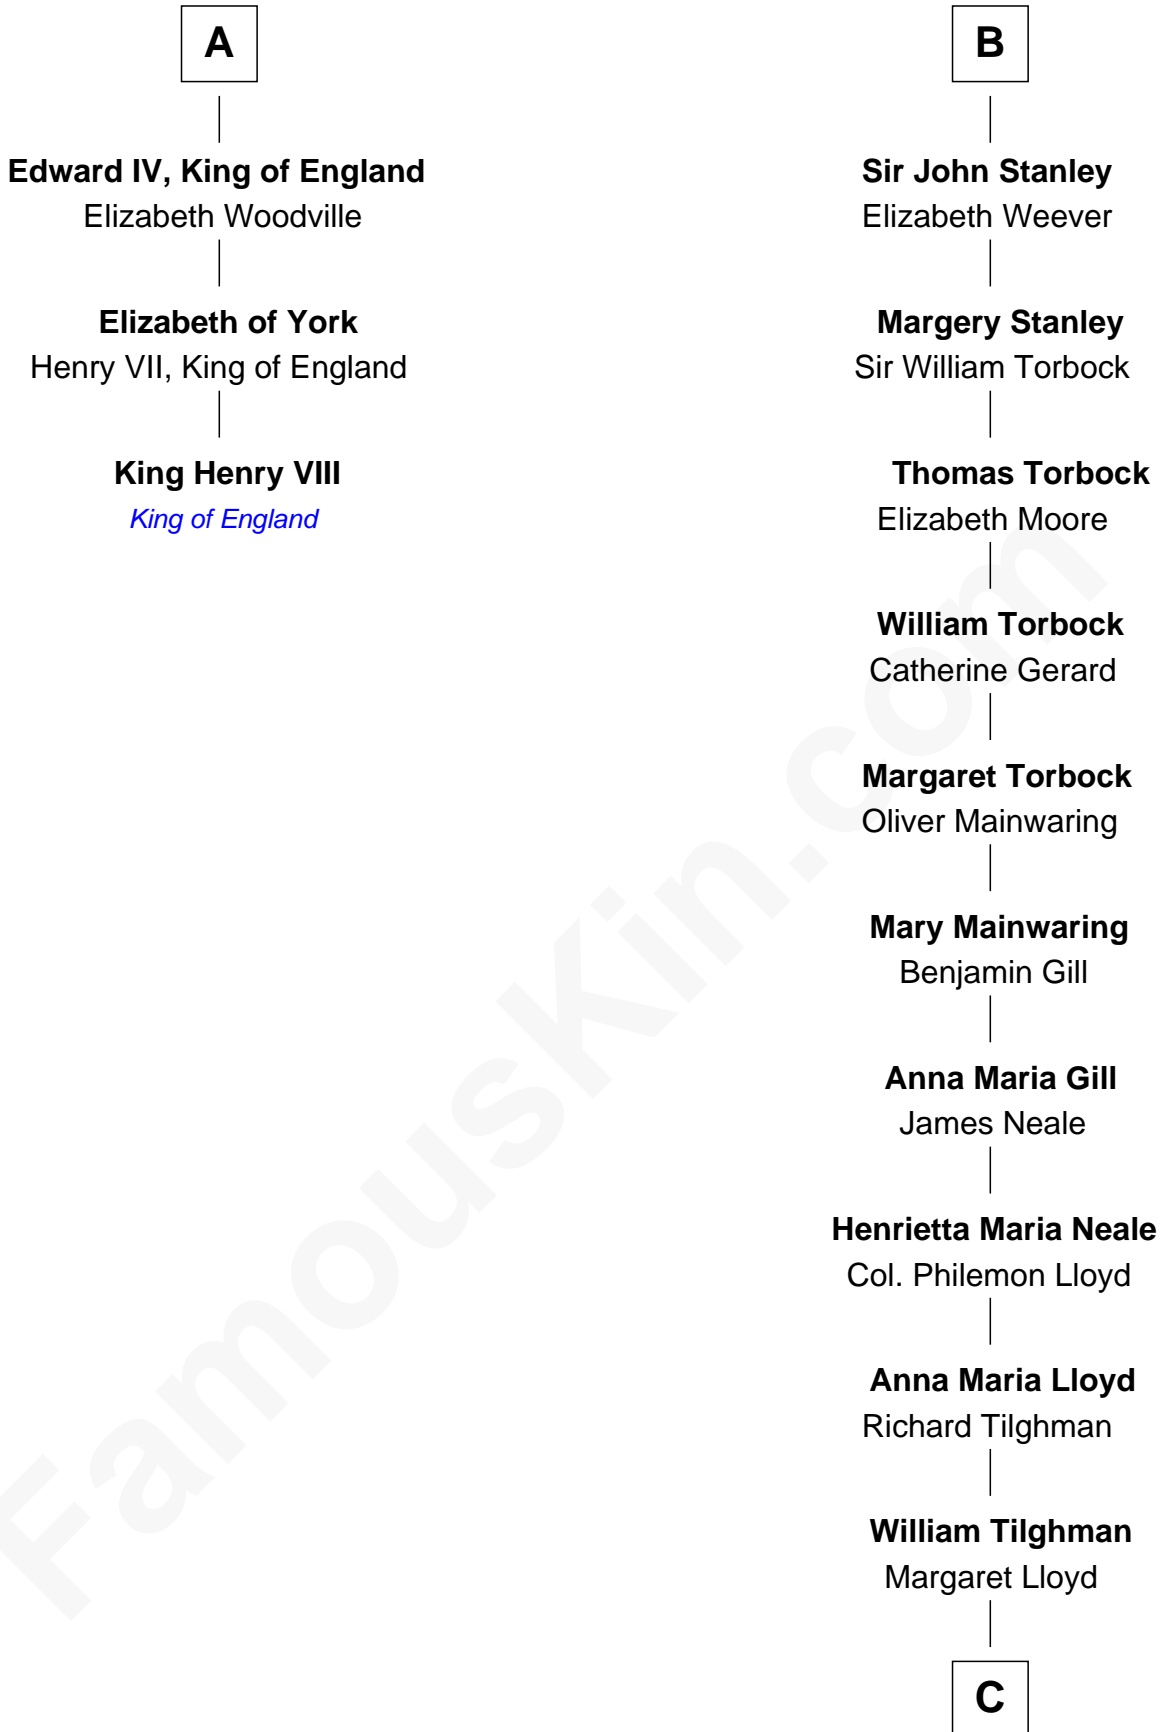 A
Edward IV, King of England
Elizabeth Woodville
Elizabeth of York
Henry VII, King of England
King Henry VIII
King of England
B
Sir John Stanley
Elizabeth Weever
Margery Stanley
Sir William Torbock
Thomas Torbock
Elizabeth Moore
William Torbock
Catherine Gerard
Margaret Torbock
Oliver Mainwaring
Mary Mainwaring
Benjamin Gill
Anna Maria Gill
James Neale
Henrietta Maria Neale
Col. Philemon Lloyd
Anna Maria Lloyd
Richard Tilghman
William Tilghman
Margaret Lloyd
C
FamousKin.com